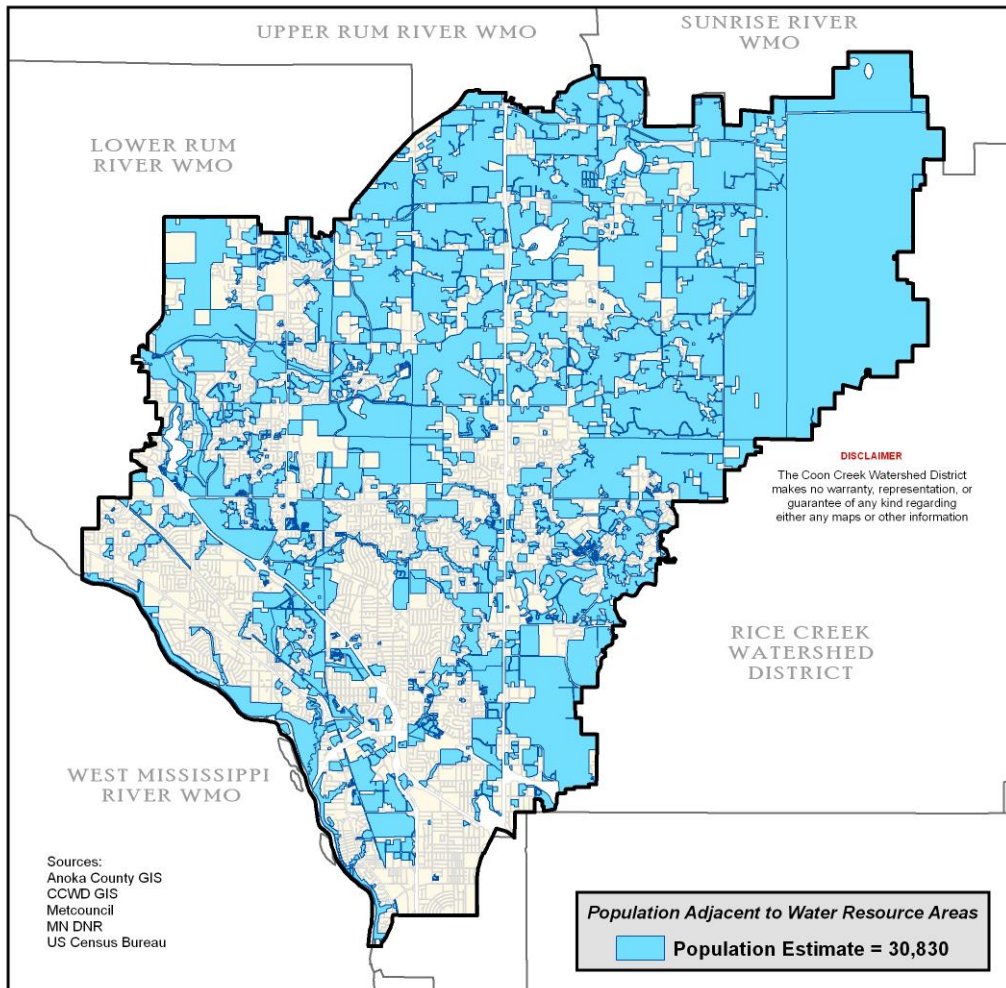 UPPER RUM RIVER WMO
SUNRISE RIVER
WMO
LOWER RUM
RIVER WMO
DISCLAIMER
The Coon Creek Watershed District
makes no warranty, representation, or
guarantee of any kind regarding
either any maps or other information
RICE CREEK
WATERSHED
DISTRICT
WEST MISSISSIPPI
RIVER WMO
Sources:
Anoka County GIS
CCWD GIS
Metcouncil
MN DNR
US Census Bureau
Population Adjacent to Water Resource Areas
Population Estimate = 30,830